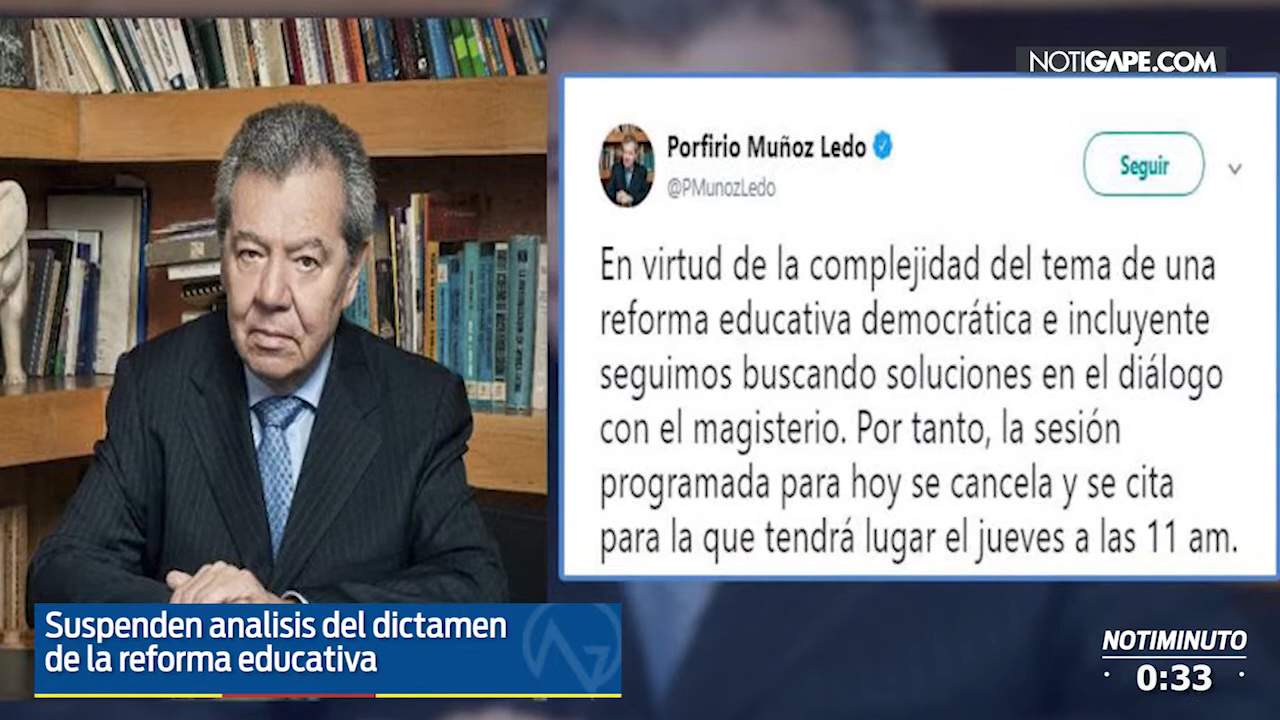 NOTIGAPE.COM
Porfirio Muñoz Ledo
@PMunozLedo
Seguir
En virtud de la complejidad del tema de una
reforma educativa democrática e incluyente
seguimos buscando soluciones en el diálogo
con el magisterio. Por tanto, la sesión
programada para hoy se cancela y se cita
para la que tendrá lugar el jueves a las 11 am.
Suspenden analisis del dictamen
de la reforma educativa
NOTIMINUTO
0:33